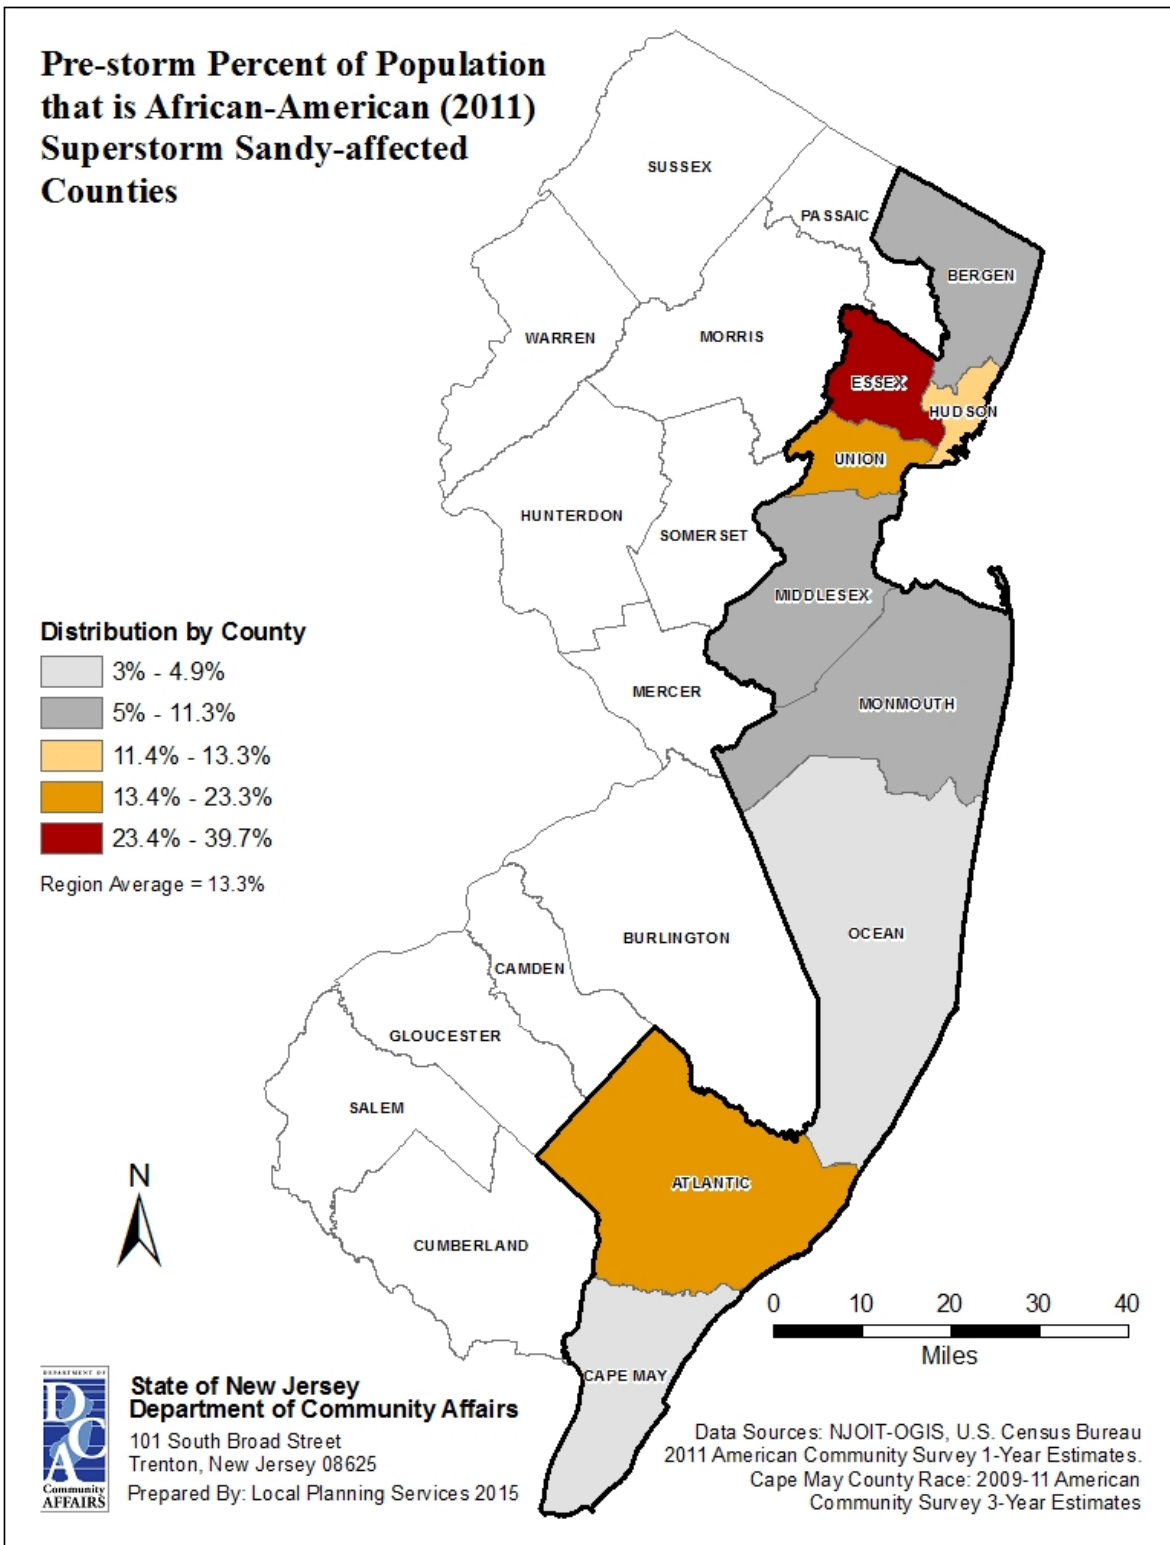 Pre-storm Percent of Population
that is African-American (2011)
Superstorm Sandy-affected
Counties
SUSSEX
PASSAIC
BERGEN
WARREN
MORRIS
ESSEX
HUDSON
UNION
HUNTERDON
SOMERSET
MIDDLESEX
MERCER
MONMOUTH
OCEAN
BURLINGTON
CAMDEN
GLOUCESTER
SALEM
ATLANTIC
CUMBERLAND
CAPE MAY
Distribution by County
3% - 4.9%
5% - 11.3%
11.4% - 13.3%
13.4% - 23.3%
23.4% - 39.7%
Region Average = 13.3%
N
0 10 20 30 40
Miles
DEPARTMENT OF
DCA
Community
AFFAIRS
State of New Jersey
Department of Community Affairs
101 South Broad Street
Trenton, New Jersey 08625
Prepared By: Local Planning Services 2015
Data Sources: NJOIT-OGIS, U.S. Census Bureau
2011 American Community Survey 1-Year Estimates.
Cape May County Race: 2009-11 American
Community Survey 3-Year Estimates